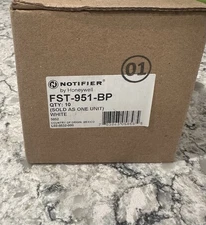 01
NOTIFIER
by Honeywell
FST-951-BP
QTY: 10
(SOLD AS ONE UNIT)
WHITE